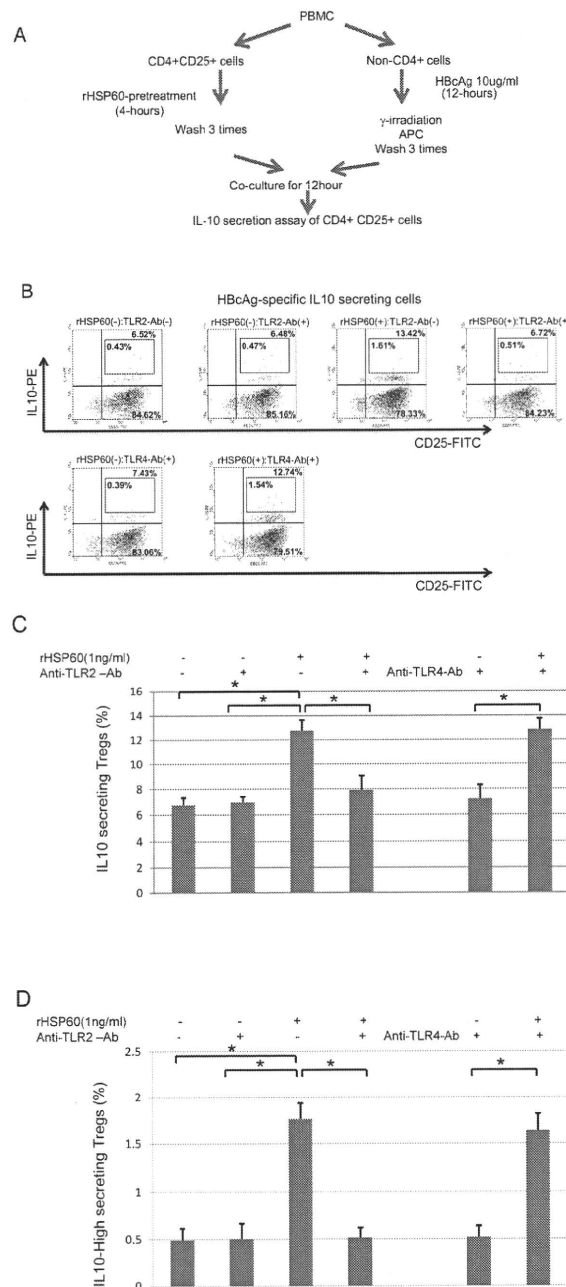 A
PBMC
CD4+CD25+ cells
Non-CD4+ cells
rHSP60-pretreatment
(4-hours)
HBcAg 10ug/ml
(12-hours)
Wash 3 times
γ-irradiation
APC
Wash 3 times
Co-culture for 12hour
IL-10 secretion assay of CD4+ CD25+ cells
B
HBcAg-specific IL10 secreting cells
rHSP60(-):TLR2-Ab(-) rHSP60(-):TLR2-Ab(+) rHSP60(+):TLR2-Ab(-) rHSP60(+):TLR2-Ab(+
6.52% 6.48% 13.42% 6.72%
0.43% 0.47% 1.61% 0.51%
IL10-PE
84.62% 85.16% 78.33% 84.23%
CD25-FITC
rHSP60(-):TLR4-Ab(+) rHSP60(+):TLR4-Ab(+)
7.43% 12.74%
0.39% 1.54%
IL10-PE
83.06% 79.51%
CD25-FITC
C
rHSP60(1ng/ml) - - + + - +
Anti-TLR2 –Ab - + - + Anti-TLR4-Ab + +
IL10 secreting Tregs (%)
16
14
12
10
8
6
4
2
0
* * * *
D
rHSP60(1ng/ml) - - + + - +
Anti-TLR2 –Ab - + - + Anti-TLR4-Ab + +
IL10-High secreting Tregs (%)
2.5
2
1.5
1
0.5
0
* * * *